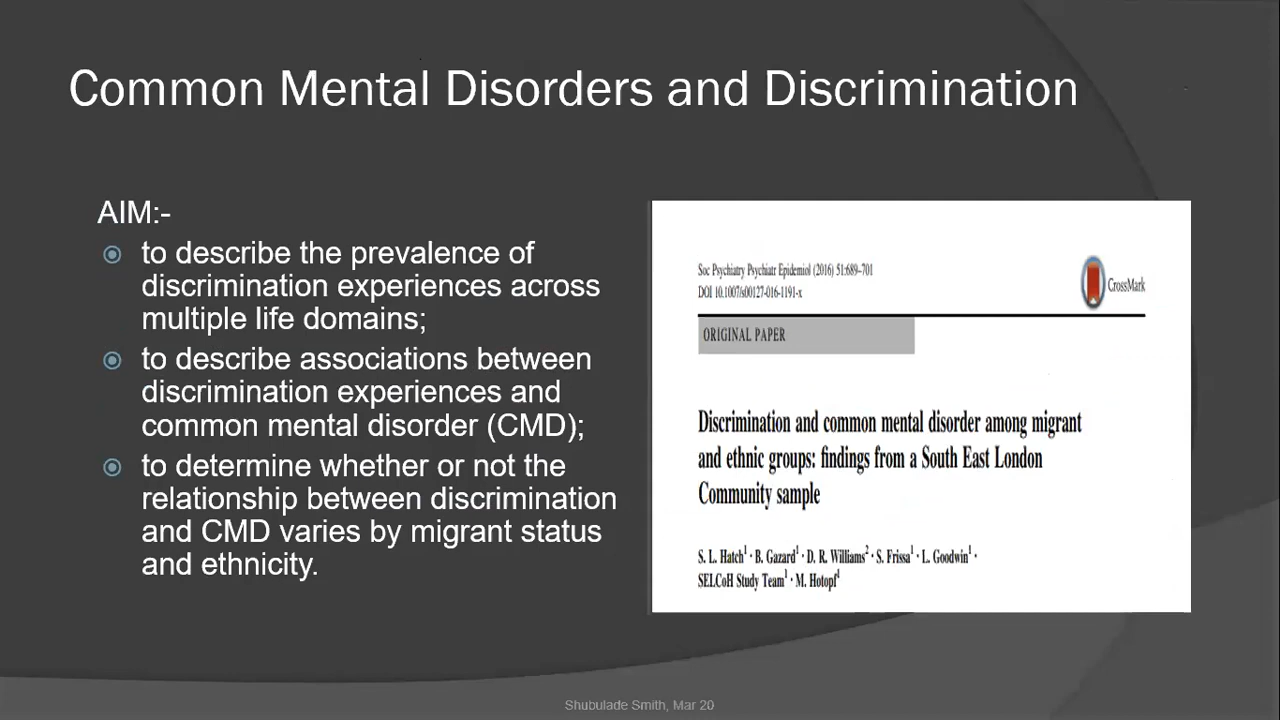 Common Mental Disorders and Discrimination
AIM:-
to describe the prevalence of
discrimination experiences across
multiple life domains;
to describe associations between
discrimination experiences and
common mental disorder (CMD);
to determine whether or not the
relationship between discrimination
and CMD varies by migrant status
and ethnicity.
Soc Psychiatry Psychiatr Epidemiol (2016) 51:689–701
DOI 10.1007/s00127-016-1191-x
CrossMark
ORIGINAL PAPER
Discrimination and common mental disorder among migrant
and ethnic groups: findings from a South East London
Community sample
S. L. Hatch¹ · B. Gazard¹ · D. R. Williams² · S. Frissa¹ · L. Goodwin¹ ·
SELCoH Study Team¹ · M. Hotopf¹
Shubulade Smith, Mar 20